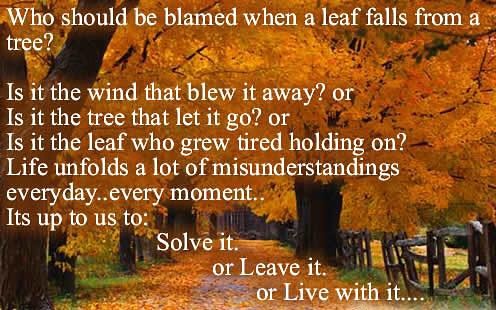 Who should be blamed when a leaf falls from a
tree?
Is it the wind that blew it away? or
Is it the tree that let it go? or
Is it the leaf who grew tired holding on?
Life unfolds a lot of misunderstandings
everyday..every moment..
Its up to us to:
Solve it.
or Leave it.
or Live with it....